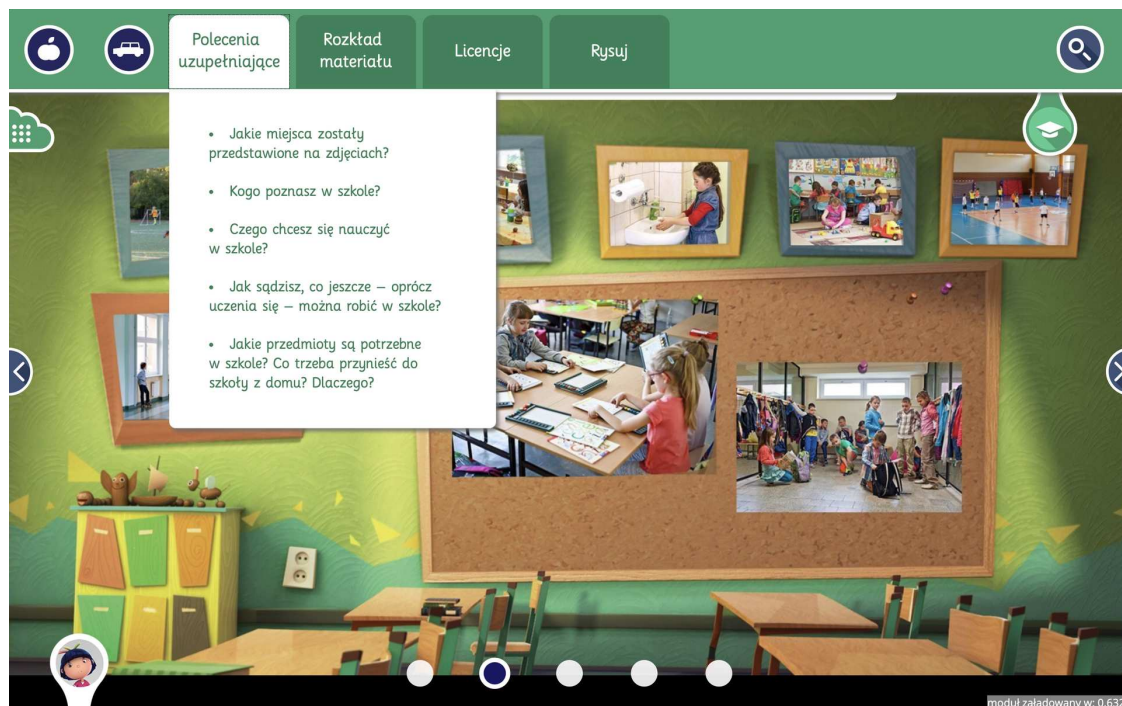 Polecenia
uzupełniające
Rozkład
materiału
Licencje
Rysuj
• Jakie miejsca zostały
przedstawione na zdjęciach?
• Kogo poznasz w szkole?
• Czego chcesz się nauczyć
w szkole?
• Jak sądzisz, co jeszcze – oprócz
uczenia się – można robić w szkole?
• Jakie przedmioty są potrzebne
w szkole? Co trzeba przynieść do
szkoły z domu? Dlaczego?
moduł załadowany w: 0.632